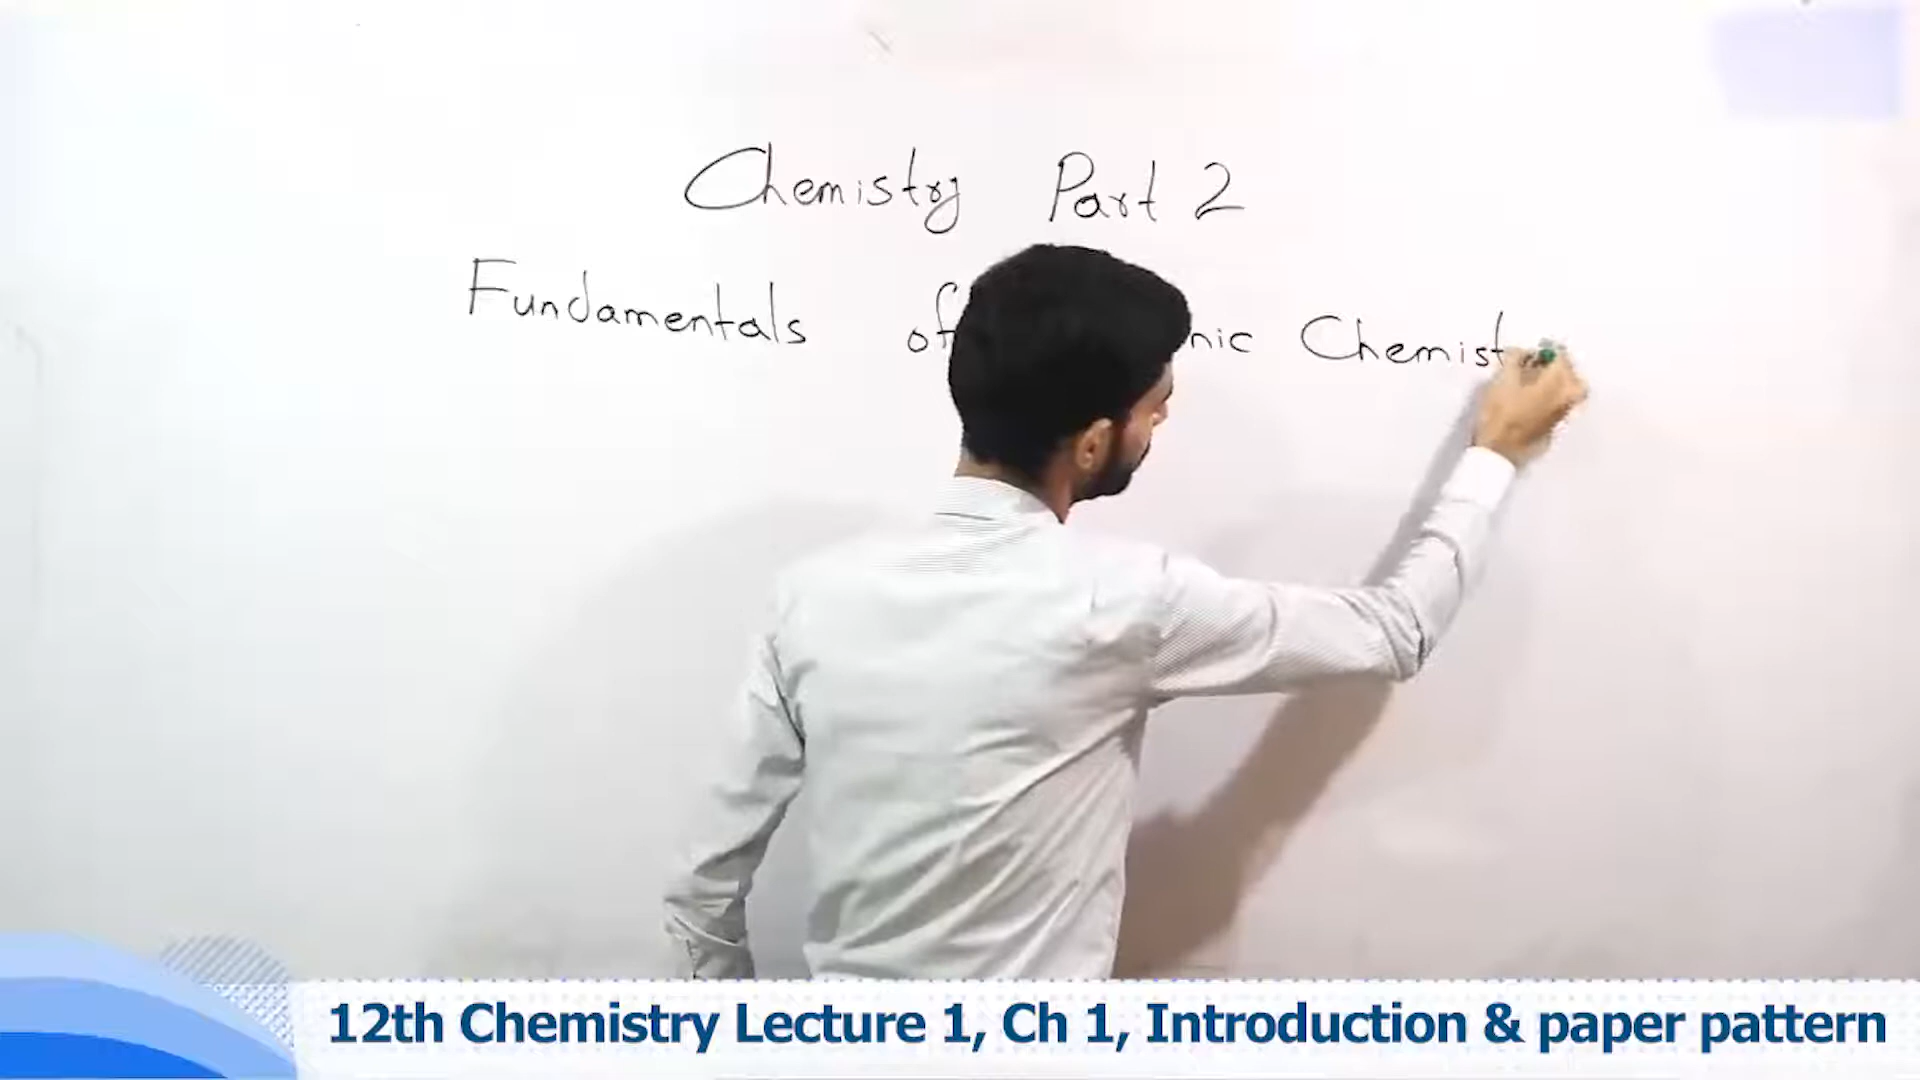 Chemistry Part 2
Fundamentals of nic Chemist
12th Chemistry Lecture 1, Ch 1, Introduction & paper pattern